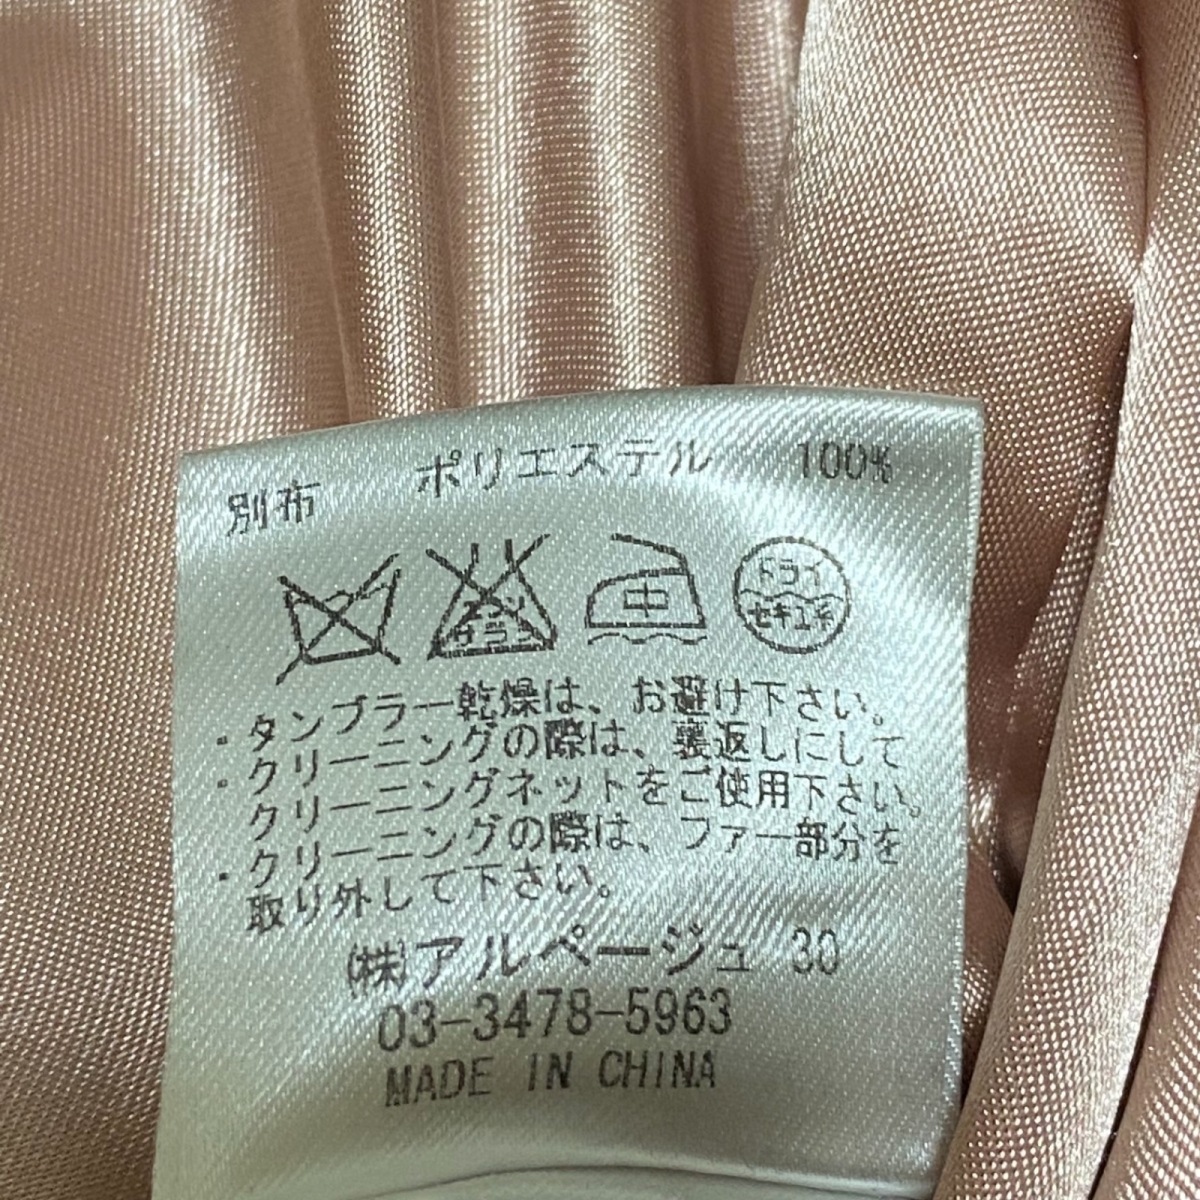 別布 ポリエステル 100%
エンソ サラシ 中 ドライ
セキユ系
・タンブラー乾燥は、お避け下さい。
・クリーニングの際は、裏返しにして
クリーニングネットをご使用下さい。
・クリーニングの際は、ファー部分を
取り外して下さい。
(株)アルページュ 30
03-3478-5963
MADE IN CHINA